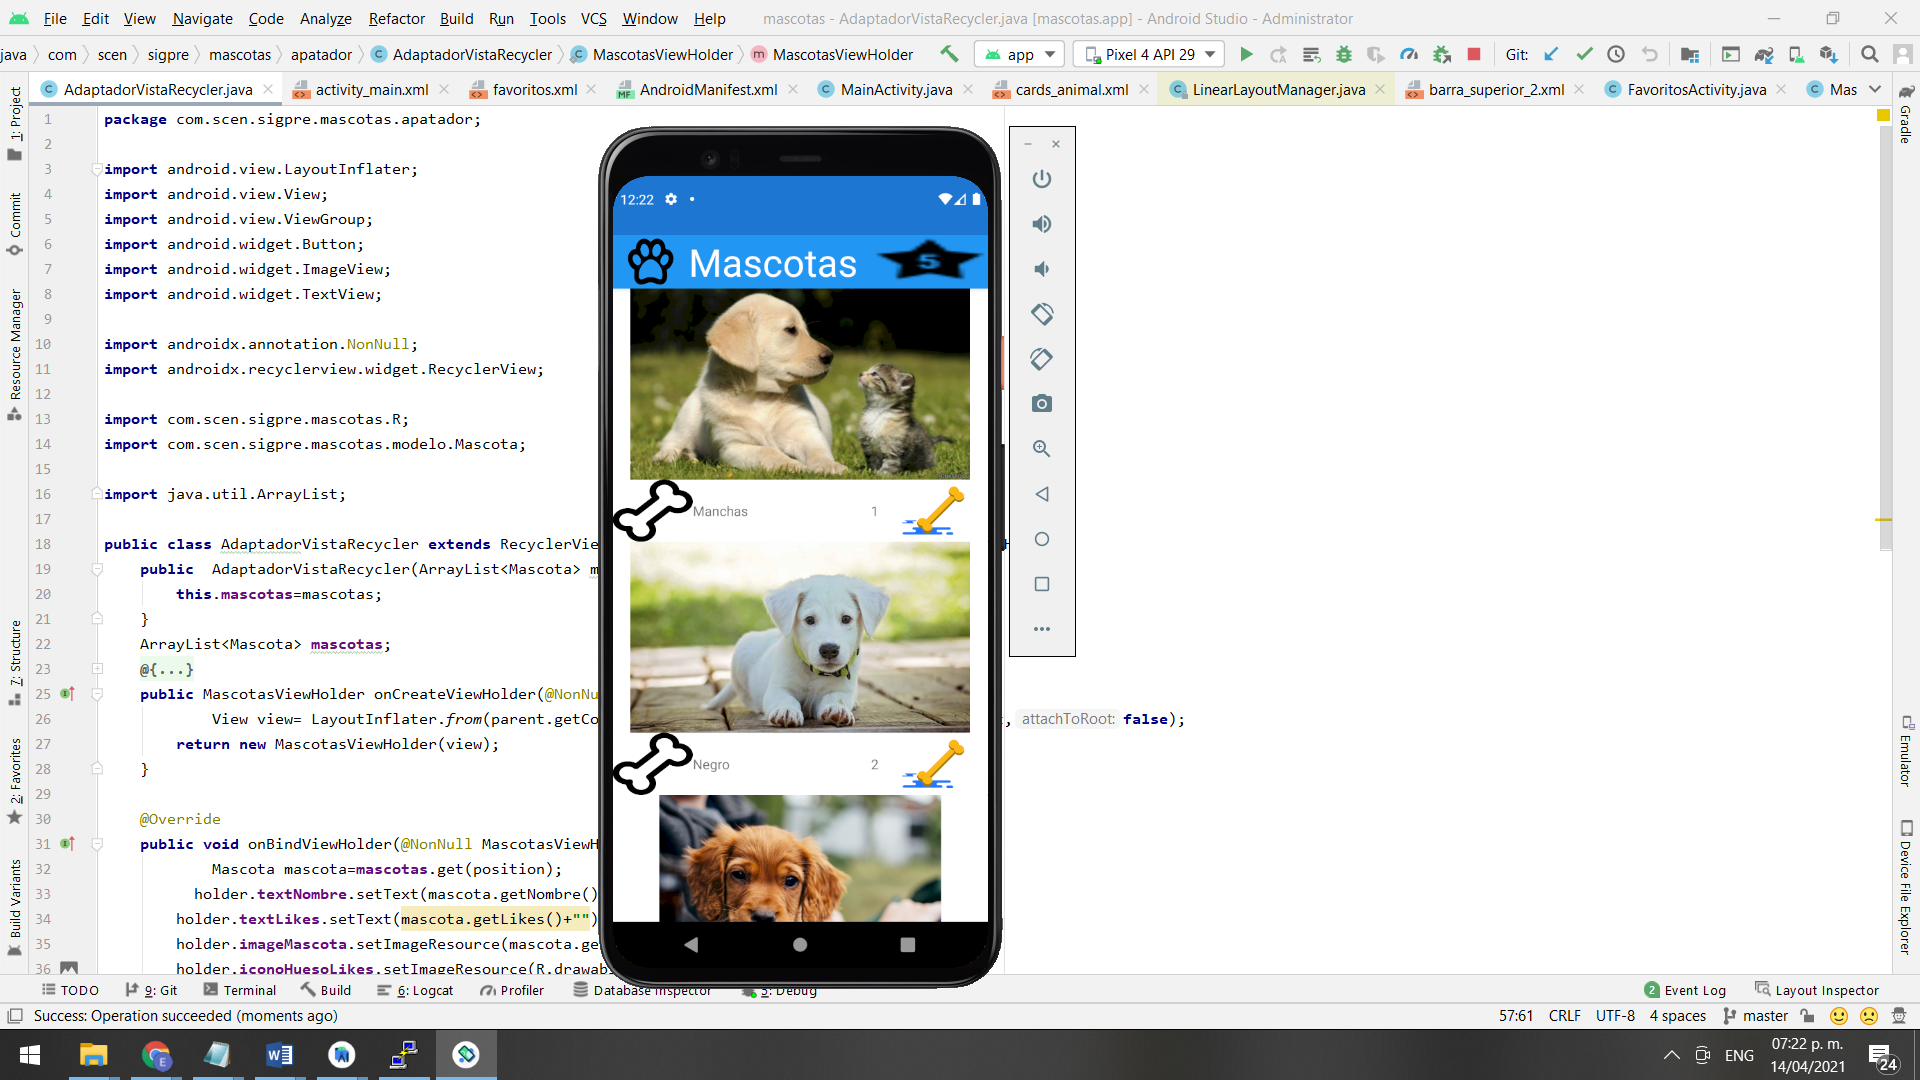 File Edit View Navigate Code Analyze Refactor Build Run Tools VCS Window Help mascotas - AdaptadorVistaRecycler.java [mascotas.app] - Android Studio - Administrator
java com scen sigpre mascotas apatador AdaptadorVistaRecycler MascotasViewHolder MascotasViewHolder app Pixel 4 API 29 Git:
AdaptadorVistaRecycler.java activity_main.xml favoritos.xml AndroidManifest.xml MainActivity.java cards_animal.xml LinearLayoutManager.java barra_superior_2.xml FavoritosActivity.java Mas
1: Project
Commit
Resource Manager
7: Structure
2: Favorites
Build Variants
1 package com.scen.sigpre.mascotas.apatador;
2
3 import android.view.LayoutInflater;
4 import android.view.View;
5 import android.view.ViewGroup;
6 import android.widget.Button;
7 import android.widget.ImageView;
8 import android.widget.TextView;
9
10 import androidx.annotation.NonNull;
11 import androidx.recyclerview.widget.RecyclerView;
12
13 import com.scen.sigpre.mascotas.R;
14 import com.scen.sigpre.mascotas.modelo.Mascota;
15
16 import java.util.ArrayList;
17
18 public class AdaptadorVistaRecycler extends RecyclerVie
19 public AdaptadorVistaRecycler(ArrayList<Mascota> m
20 this.mascotas=mascotas;
21 }
22 ArrayList<Mascota> mascotas;
23 @{...}
25 public MascotasViewHolder onCreateViewHolder(@NonNu
26 View view= LayoutInflater.from(parent.getCo , attachToRoot: false);
27 return new MascotasViewHolder(view);
28 }
29
30 @Override
31 public void onBindViewHolder(@NonNull MascotasViewH
32 Mascota mascota=mascotas.get(position);
33 holder.textNombre.setText(mascota.getNombre()
34 holder.textLikes.setText(mascota.getLikes()+"")
35 holder.imageMascota.setImageResource(mascota.ge
36 holder.iconoHuesoLikes.setImageResource(R.drawab
12:22
Mascotas 5
Manchas 1
Negro 2
Gradle
Emulator
Device File Explorer
TODO 9: Git Terminal Build 6: Logcat Profiler Database Inspector 5: Debug 2 Event Log Layout Inspector
Success: Operation succeeded (moments ago) 57:61 CRLF UTF-8 4 spaces master
ENG 07:22 p. m.
14/04/2021 24